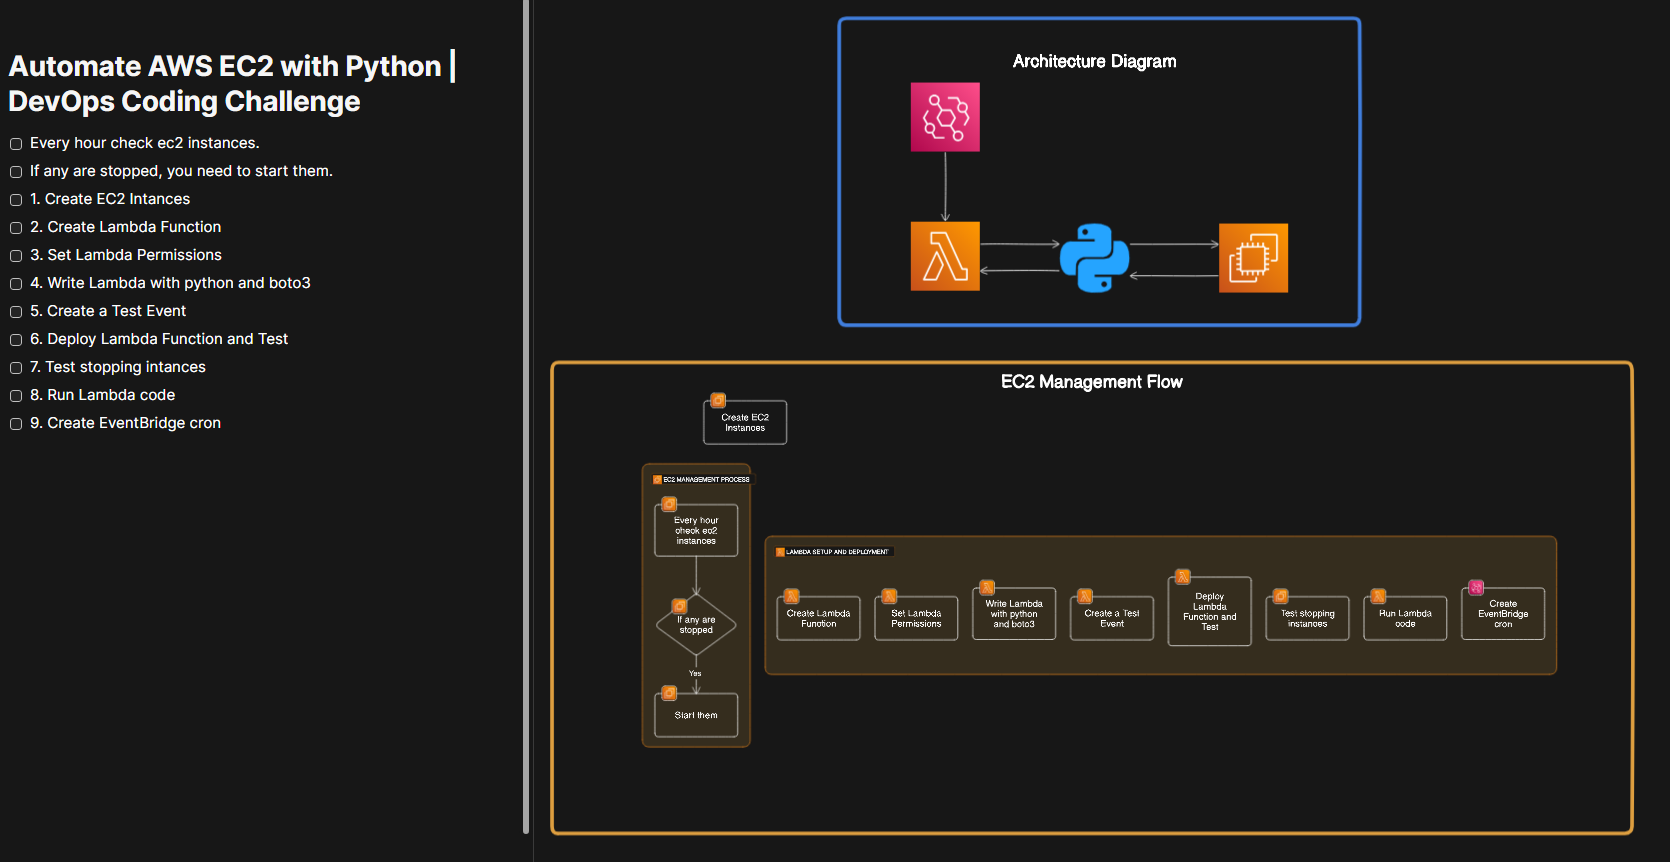 Automate AWS EC2 with Python |
DevOps Coding Challenge
Every hour check ec2 instances.
If any are stopped, you need to start them.
1. Create EC2 Intances
2. Create Lambda Function
3. Set Lambda Permissions
4. Write Lambda with python and boto3
5. Create a Test Event
6. Deploy Lambda Function and Test
7. Test stopping intances
8. Run Lambda code
9. Create EventBridge cron
Architecture Diagram
EC2 Management Flow
Create EC2
Instances
EC2 MANAGEMENT PROCESS
Every hour
check ec2
instances
If any are
stopped
Yes
Start them
LAMBDA SETUP AND DEPLOYMENT
Create Lambda
Function
Set Lambda
Permissions
Write Lambda
with python
and boto3
Create a Test
Event
Deploy
Lambda
Function and
Test
Test stopping
instances
Run Lambda
code
Create
EventBridge
cron